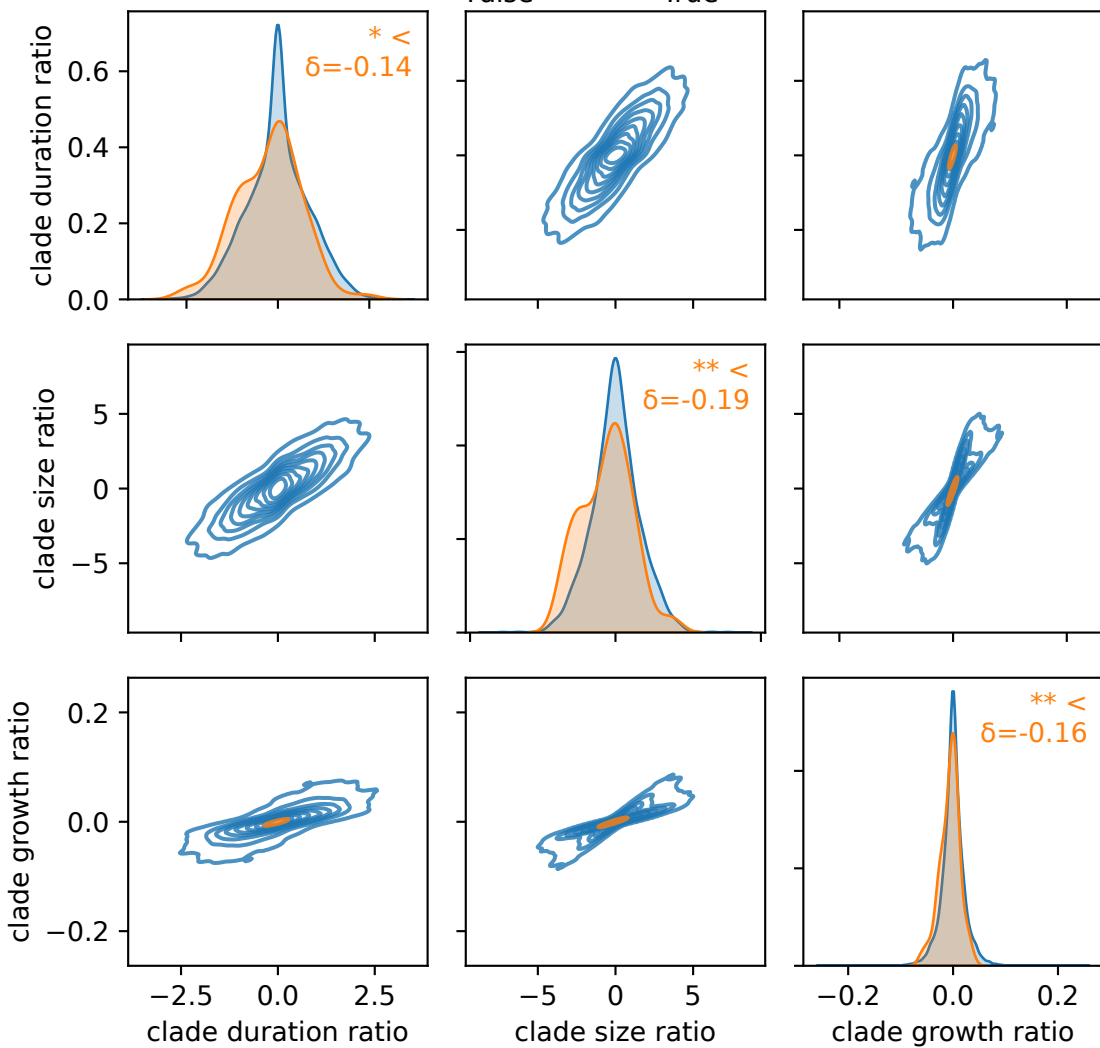 clade duration ratio
0.6
0.4
0.2
0.0
* <
δ=-0.14
clade size ratio
5
0
−5
** <
δ=-0.19
clade growth ratio
0.2
0.0
−0.2
** <
δ=-0.16
−2.5 0.0 2.5
clade duration ratio
−5 0 5
clade size ratio
−0.2 0.0 0.2
clade growth ratio